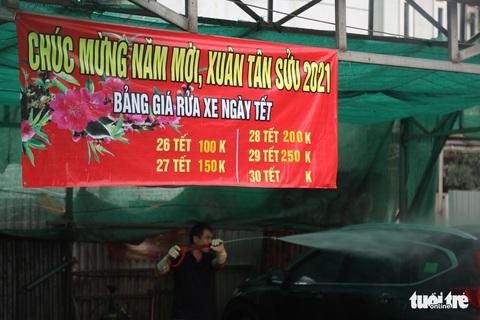 CHÚC MỪNG NĂM MỚI, XUÂN TÂN SỬU 2021
BẢNG GIÁ RỬA XE NGÀY TẾT
26 TẾT 100 K
27 TẾT 150 K
28 TẾT 200 K
29 TẾT 250 K
30 TẾT K
tuổi trẻ
online